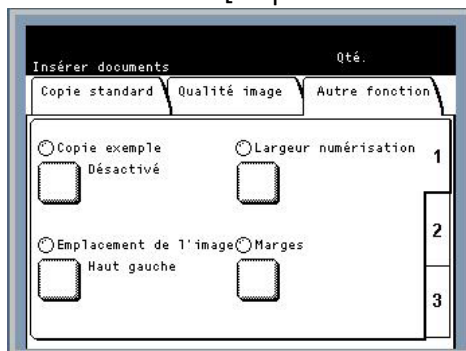 Insérer documents Qté.
Copie standard Qualité image Autre fonction
Copie exemple Largeur numérisation 1
Désactivé
2
Emplacement de l'image Marges
Haut gauche
3